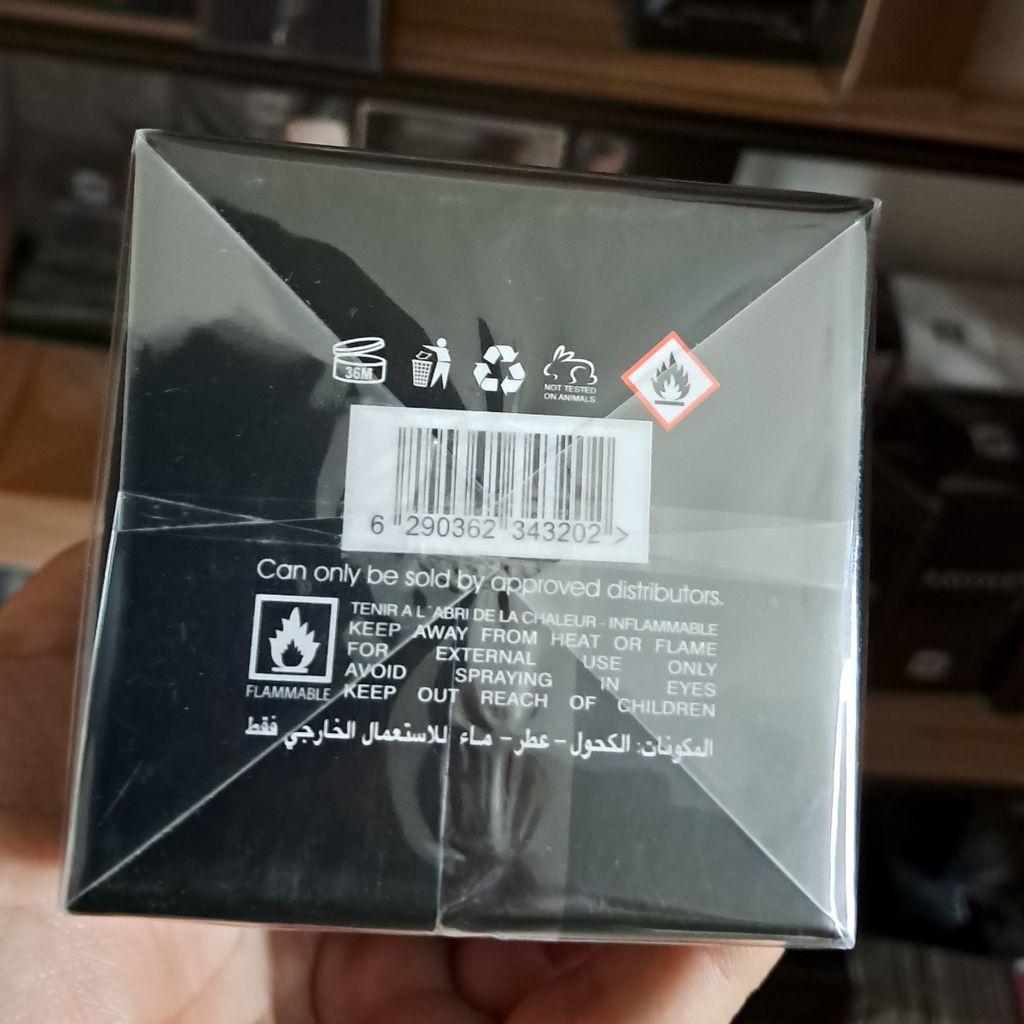 36M
NOT TESTED
ON ANIMALS
6 290362 343202 >
Can only be sold by approved distributors.
TENIR A L´ABRI DE LA CHALEUR - INFLAMMABLE
KEEP AWAY FROM HEAT OR FLAME
FOR EXTERNAL USE ONLY
AVOID SPRAYING IN EYES
KEEP OUT REACH OF CHILDREN
FLAMMABLE
المكونات: الكحول - عطر - ماء للاستعمال الخارجي فقط